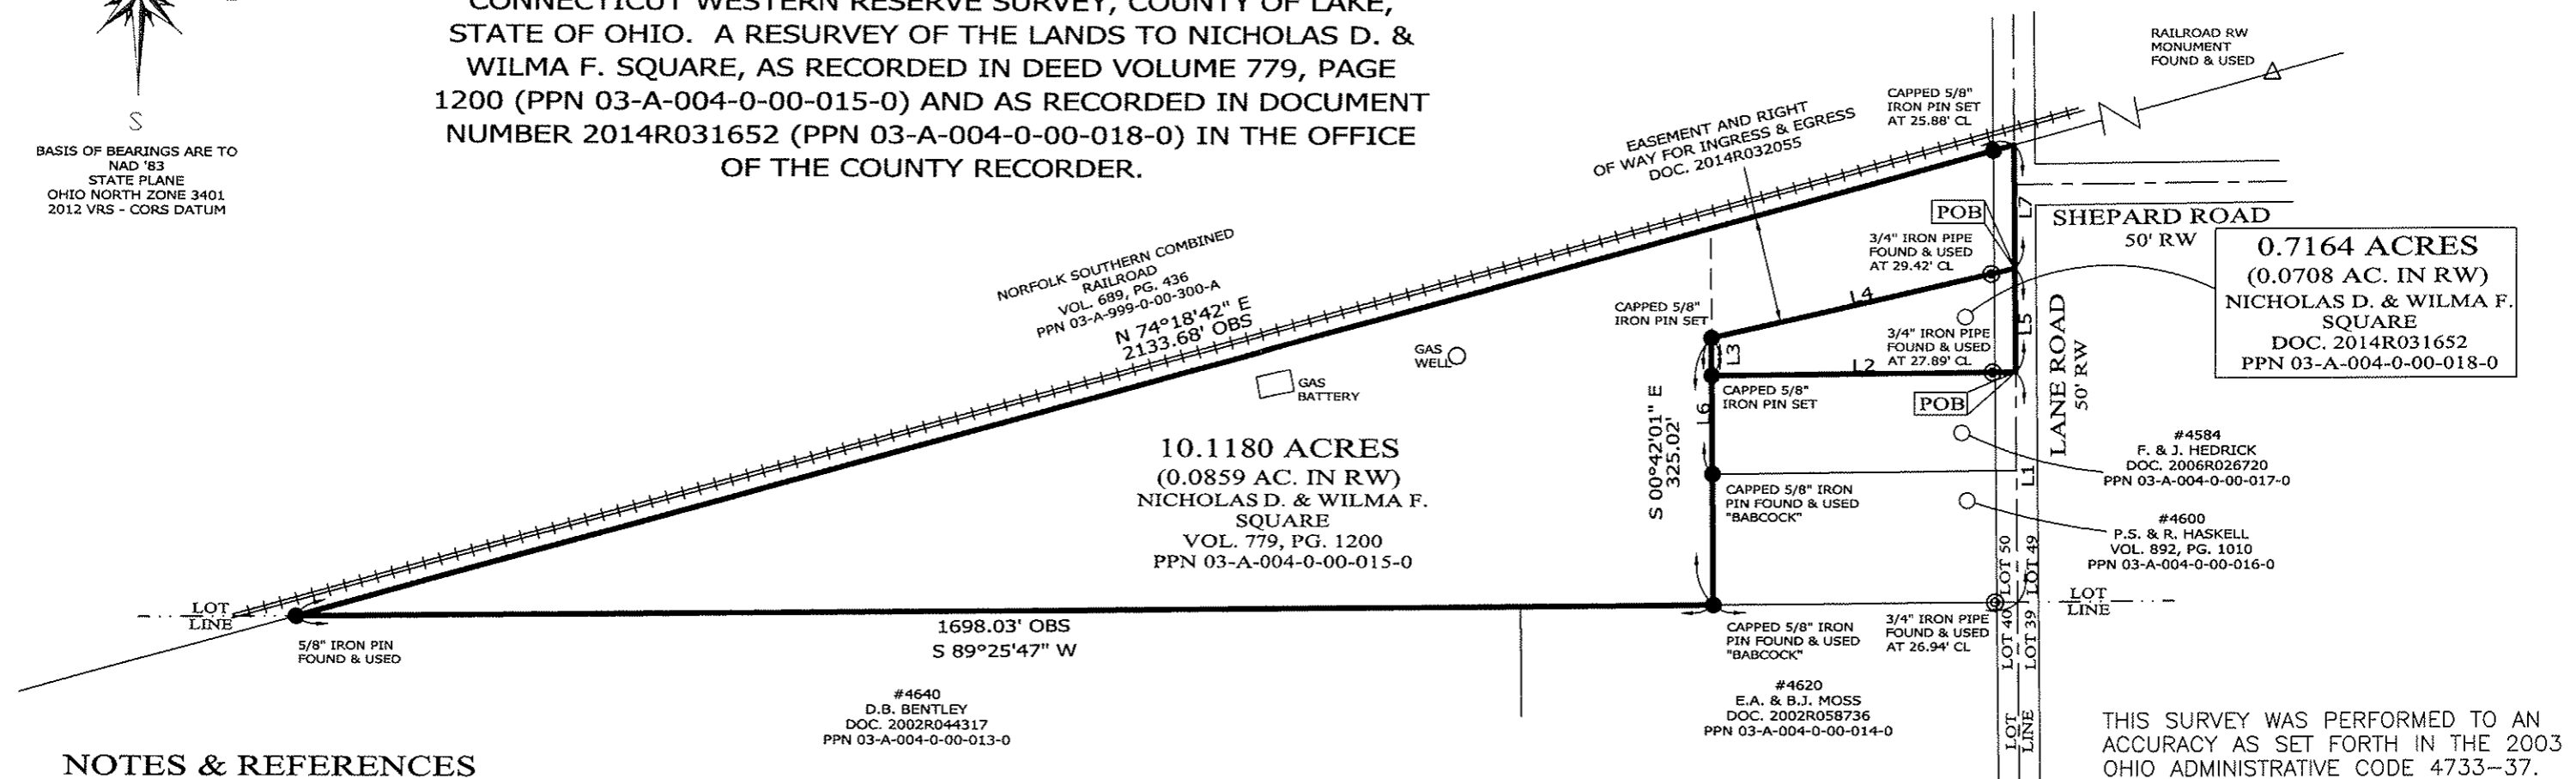 CONNECTICUT WESTERN RESERVE SURVEY, COUNTY OF LAKE,
STATE OF OHIO. A RESURVEY OF THE LANDS TO NICHOLAS D. &
WILMA F. SQUARE, AS RECORDED IN DEED VOLUME 779, PAGE
1200 (PPN 03-A-004-0-00-015-0) AND AS RECORDED IN DOCUMENT
NUMBER 2014R031652 (PPN 03-A-004-0-00-018-0) IN THE OFFICE
OF THE COUNTY RECORDER.
S
BASIS OF BEARINGS ARE TO
NAD '83
STATE PLANE
OHIO NORTH ZONE 3401
2012 VRS - CORS DATUM
RAILROAD RW
MONUMENT
FOUND & USED
CAPPED 5/8"
IRON PIN SET
AT 25.88' CL
EASEMENT AND RIGHT
OF WAY FOR INGRESS & EGRESS
DOC. 2014R032055
NORFOLK SOUTHERN COMBINED
RAILROAD
VOL. 689, PG. 436
PPN 03-A-999-0-00-300-A
N 74°18'42" E
2133.68' OBS
POB
L7
SHEPARD ROAD
50' RW
3/4" IRON PIPE
FOUND & USED
AT 29.42' CL
0.7164 ACRES
(0.0708 AC. IN RW)
NICHOLAS D. & WILMA F.
SQUARE
DOC. 2014R031652
PPN 03-A-004-0-00-018-0
CAPPED 5/8"
IRON PIN SET
L4
L5
LANE ROAD
50' RW
3/4" IRON PIPE
FOUND & USED
AT 27.89' CL
L3
L2
GAS
WELL
GAS
BATTERY
CAPPED 5/8"
IRON PIN SET
POB
L6
S 00°42'01" E
325.02'
10.1180 ACRES
(0.0859 AC. IN RW)
NICHOLAS D. & WILMA F.
SQUARE
VOL. 779, PG. 1200
PPN 03-A-004-0-00-015-0
#4584
F. & J. HEDRICK
DOC. 2006R026720
PPN 03-A-004-0-00-017-0
L1
CAPPED 5/8" IRON
PIN FOUND & USED
"BABCOCK"
#4600
P.S. & R. HASKELL
VOL. 892, PG. 1010
PPN 03-A-004-0-00-016-0
LOT 50
LOT 49
LOT
LINE
LOT
LINE
5/8" IRON PIN
FOUND & USED
1698.03' OBS
S 89°25'47" W
CAPPED 5/8" IRON
PIN FOUND & USED
"BABCOCK"
3/4" IRON PIPE
FOUND & USED
AT 26.94' CL
LOT 40
LOT 39
#4640
D.B. BENTLEY
DOC. 2002R044317
PPN 03-A-004-0-00-013-0
#4620
E.A. & B.J. MOSS
DOC. 2002R058736
PPN 03-A-004-0-00-014-0
LOT
LINE
THIS SURVEY WAS PERFORMED TO AN
ACCURACY AS SET FORTH IN THE 2003
OHIO ADMINISTRATIVE CODE 4733-37.
NOTES & REFERENCES